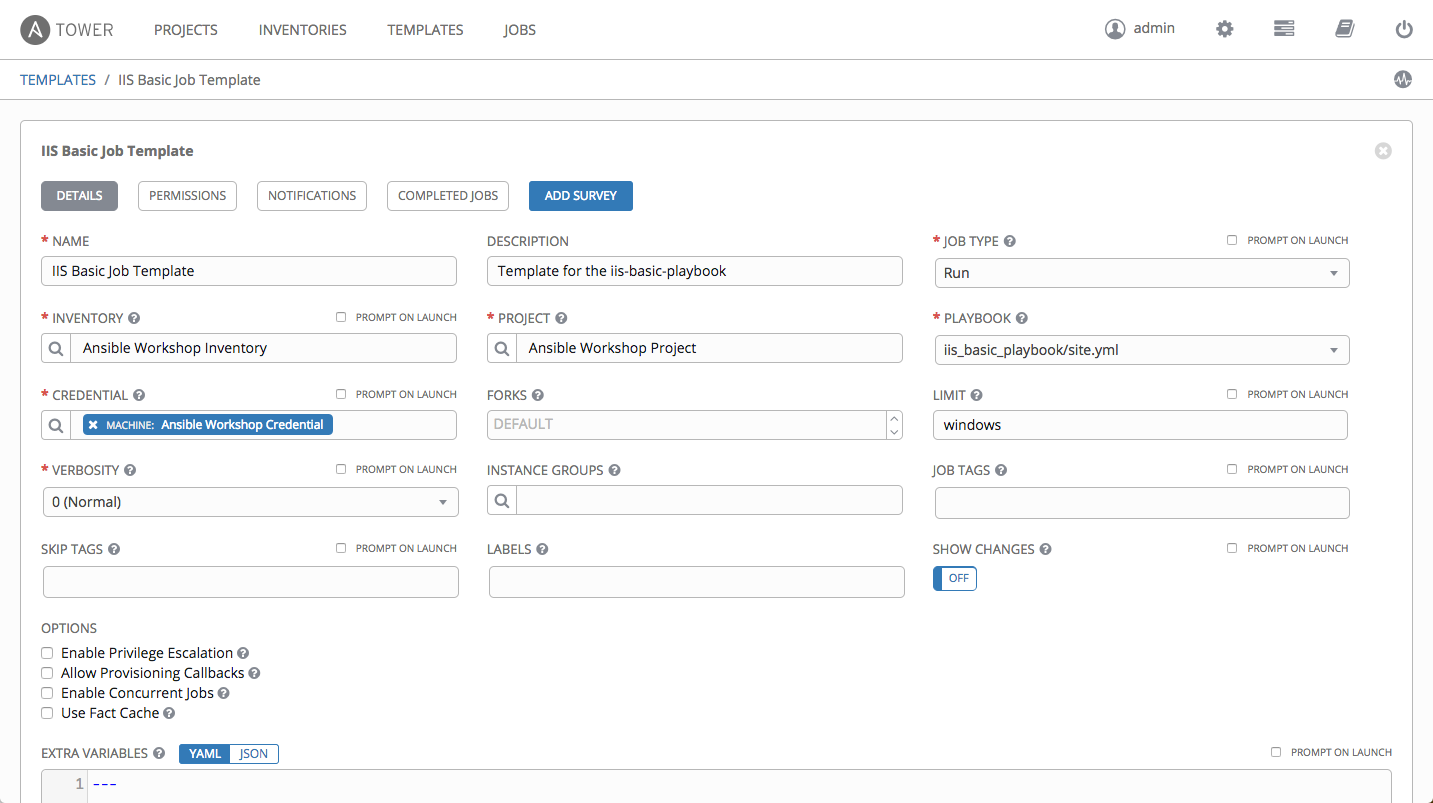 A TOWER PROJECTS INVENTORIES TEMPLATES JOBS admin
TEMPLATES / IIS Basic Job Template
IIS Basic Job Template
DETAILS PERMISSIONS NOTIFICATIONS COMPLETED JOBS ADD SURVEY
* NAME DESCRIPTION * JOB TYPE ? PROMPT ON LAUNCH
IIS Basic Job Template Template for the iis-basic-playbook Run
* INVENTORY ? PROMPT ON LAUNCH * PROJECT ? * PLAYBOOK ?
Ansible Workshop Inventory Ansible Workshop Project iis_basic_playbook/site.yml
* CREDENTIAL ? PROMPT ON LAUNCH FORKS ? LIMIT ? PROMPT ON LAUNCH
MACHINE: Ansible Workshop Credential DEFAULT windows
* VERBOSITY ? PROMPT ON LAUNCH INSTANCE GROUPS ? JOB TAGS ? PROMPT ON LAUNCH
0 (Normal)
SKIP TAGS ? PROMPT ON LAUNCH LABELS ? SHOW CHANGES ? PROMPT ON LAUNCH
OFF
OPTIONS
Enable Privilege Escalation ?
Allow Provisioning Callbacks ?
Enable Concurrent Jobs ?
Use Fact Cache ?
EXTRA VARIABLES ? YAML JSON PROMPT ON LAUNCH
1 ---